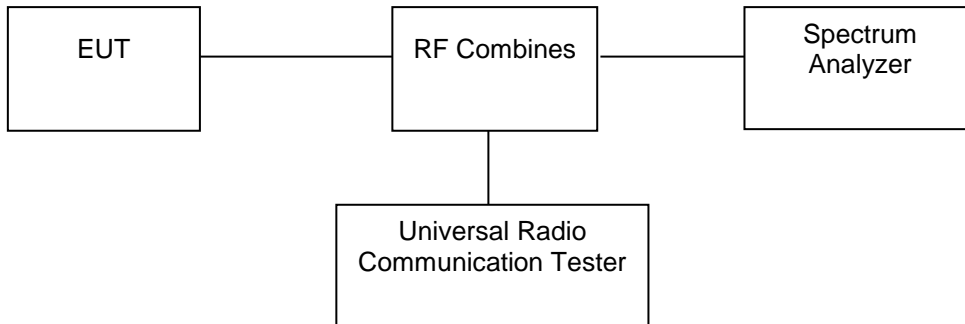 EUT
RF Combines
Spectrum
Analyzer
Universal Radio
Communication Tester